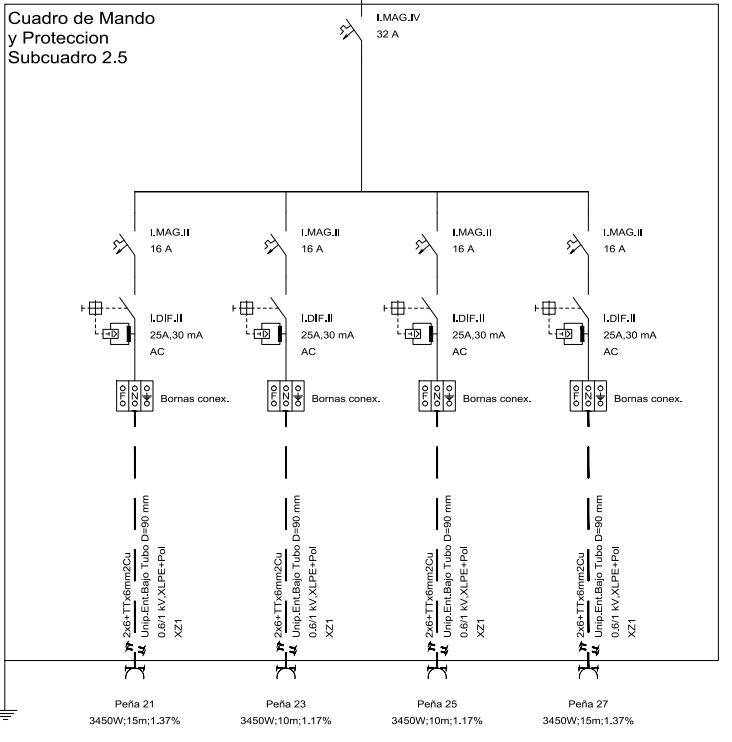 Cuadro de Mando
y Proteccion
Subcuadro 2.5
I.MAG.IV
32 A
I.MAG.II
16 A
I.MAG.II
16 A
I.MAG.II
16 A
I.MAG.II
16 A
I.DIF.II
25A,30 mA
AC
I.DIF.II
25A,30 mA
AC
I.DIF.II
25A,30 mA
AC
I.DIF.II
25A,30 mA
AC
F N
Bornas conex.
F N
Bornas conex.
F N
Bornas conex.
F N
Bornas conex.
2x6+TTx6mm2Cu
Unip.Ent.Bajo Tubo D=90 mm
0.6/1 kV,XLPE+Pol
XZ1
2x6+TTx6mm2Cu
Unip.Ent.Bajo Tubo D=90 mm
0.6/1 kV,XLPE+Pol
XZ1
2x6+TTx6mm2Cu
Unip.Ent.Bajo Tubo D=90 mm
0.6/1 kV,XLPE+Pol
XZ1
2x6+TTx6mm2Cu
Unip.Ent.Bajo Tubo D=90 mm
0.6/1 kV,XLPE+Pol
XZ1
Peña 21
3450W;15m;1.37%
Peña 23
3450W;10m;1.17%
Peña 25
3450W;10m;1.17%
Peña 27
3450W;15m;1.37%